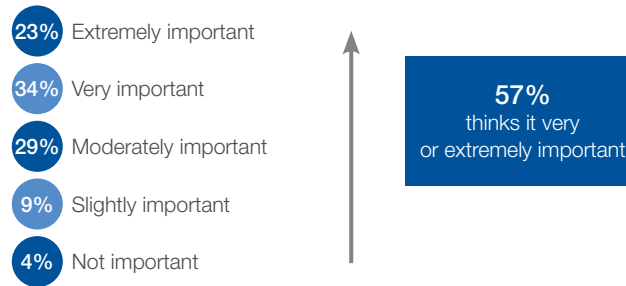 23% Extremely important
34% Very important
29% Moderately important
9% Slightly important
4% Not important
57%
thinks it very
or extremely important